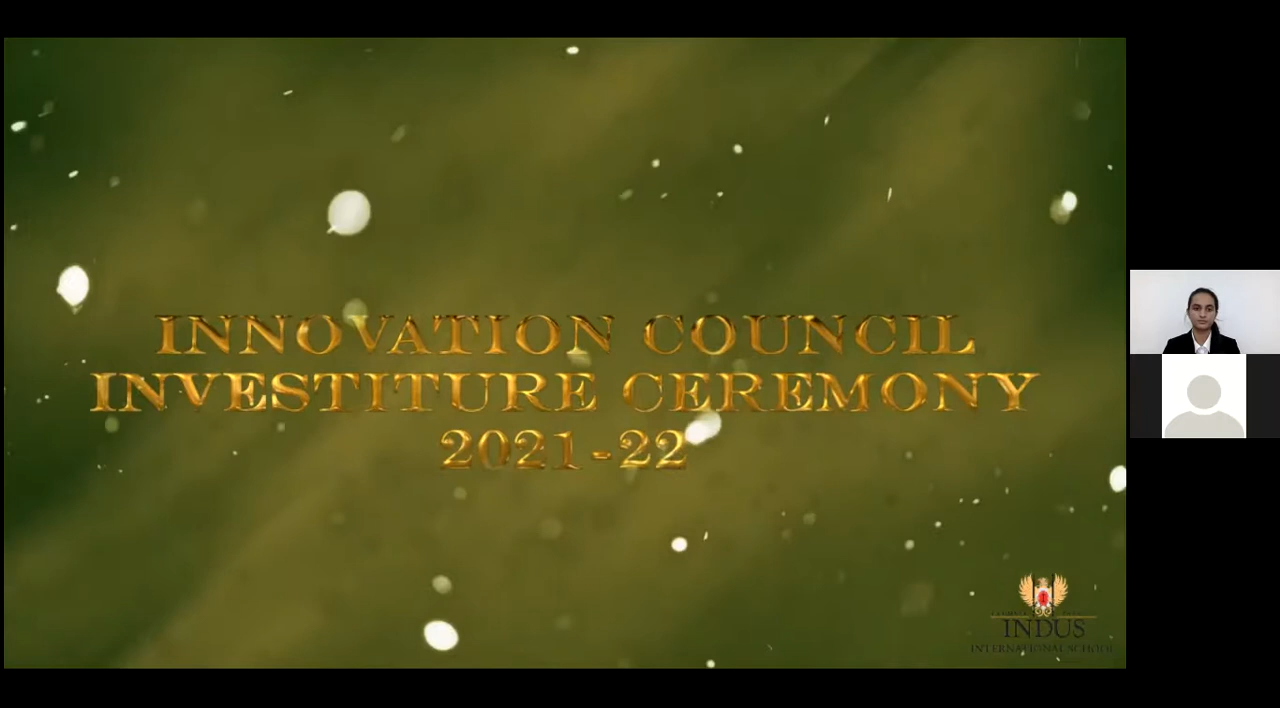 INNOVATION COUNCIL
INVESTITURE CEREMONY
2021-22
INDUS
INTERNATIONAL SCHOOL